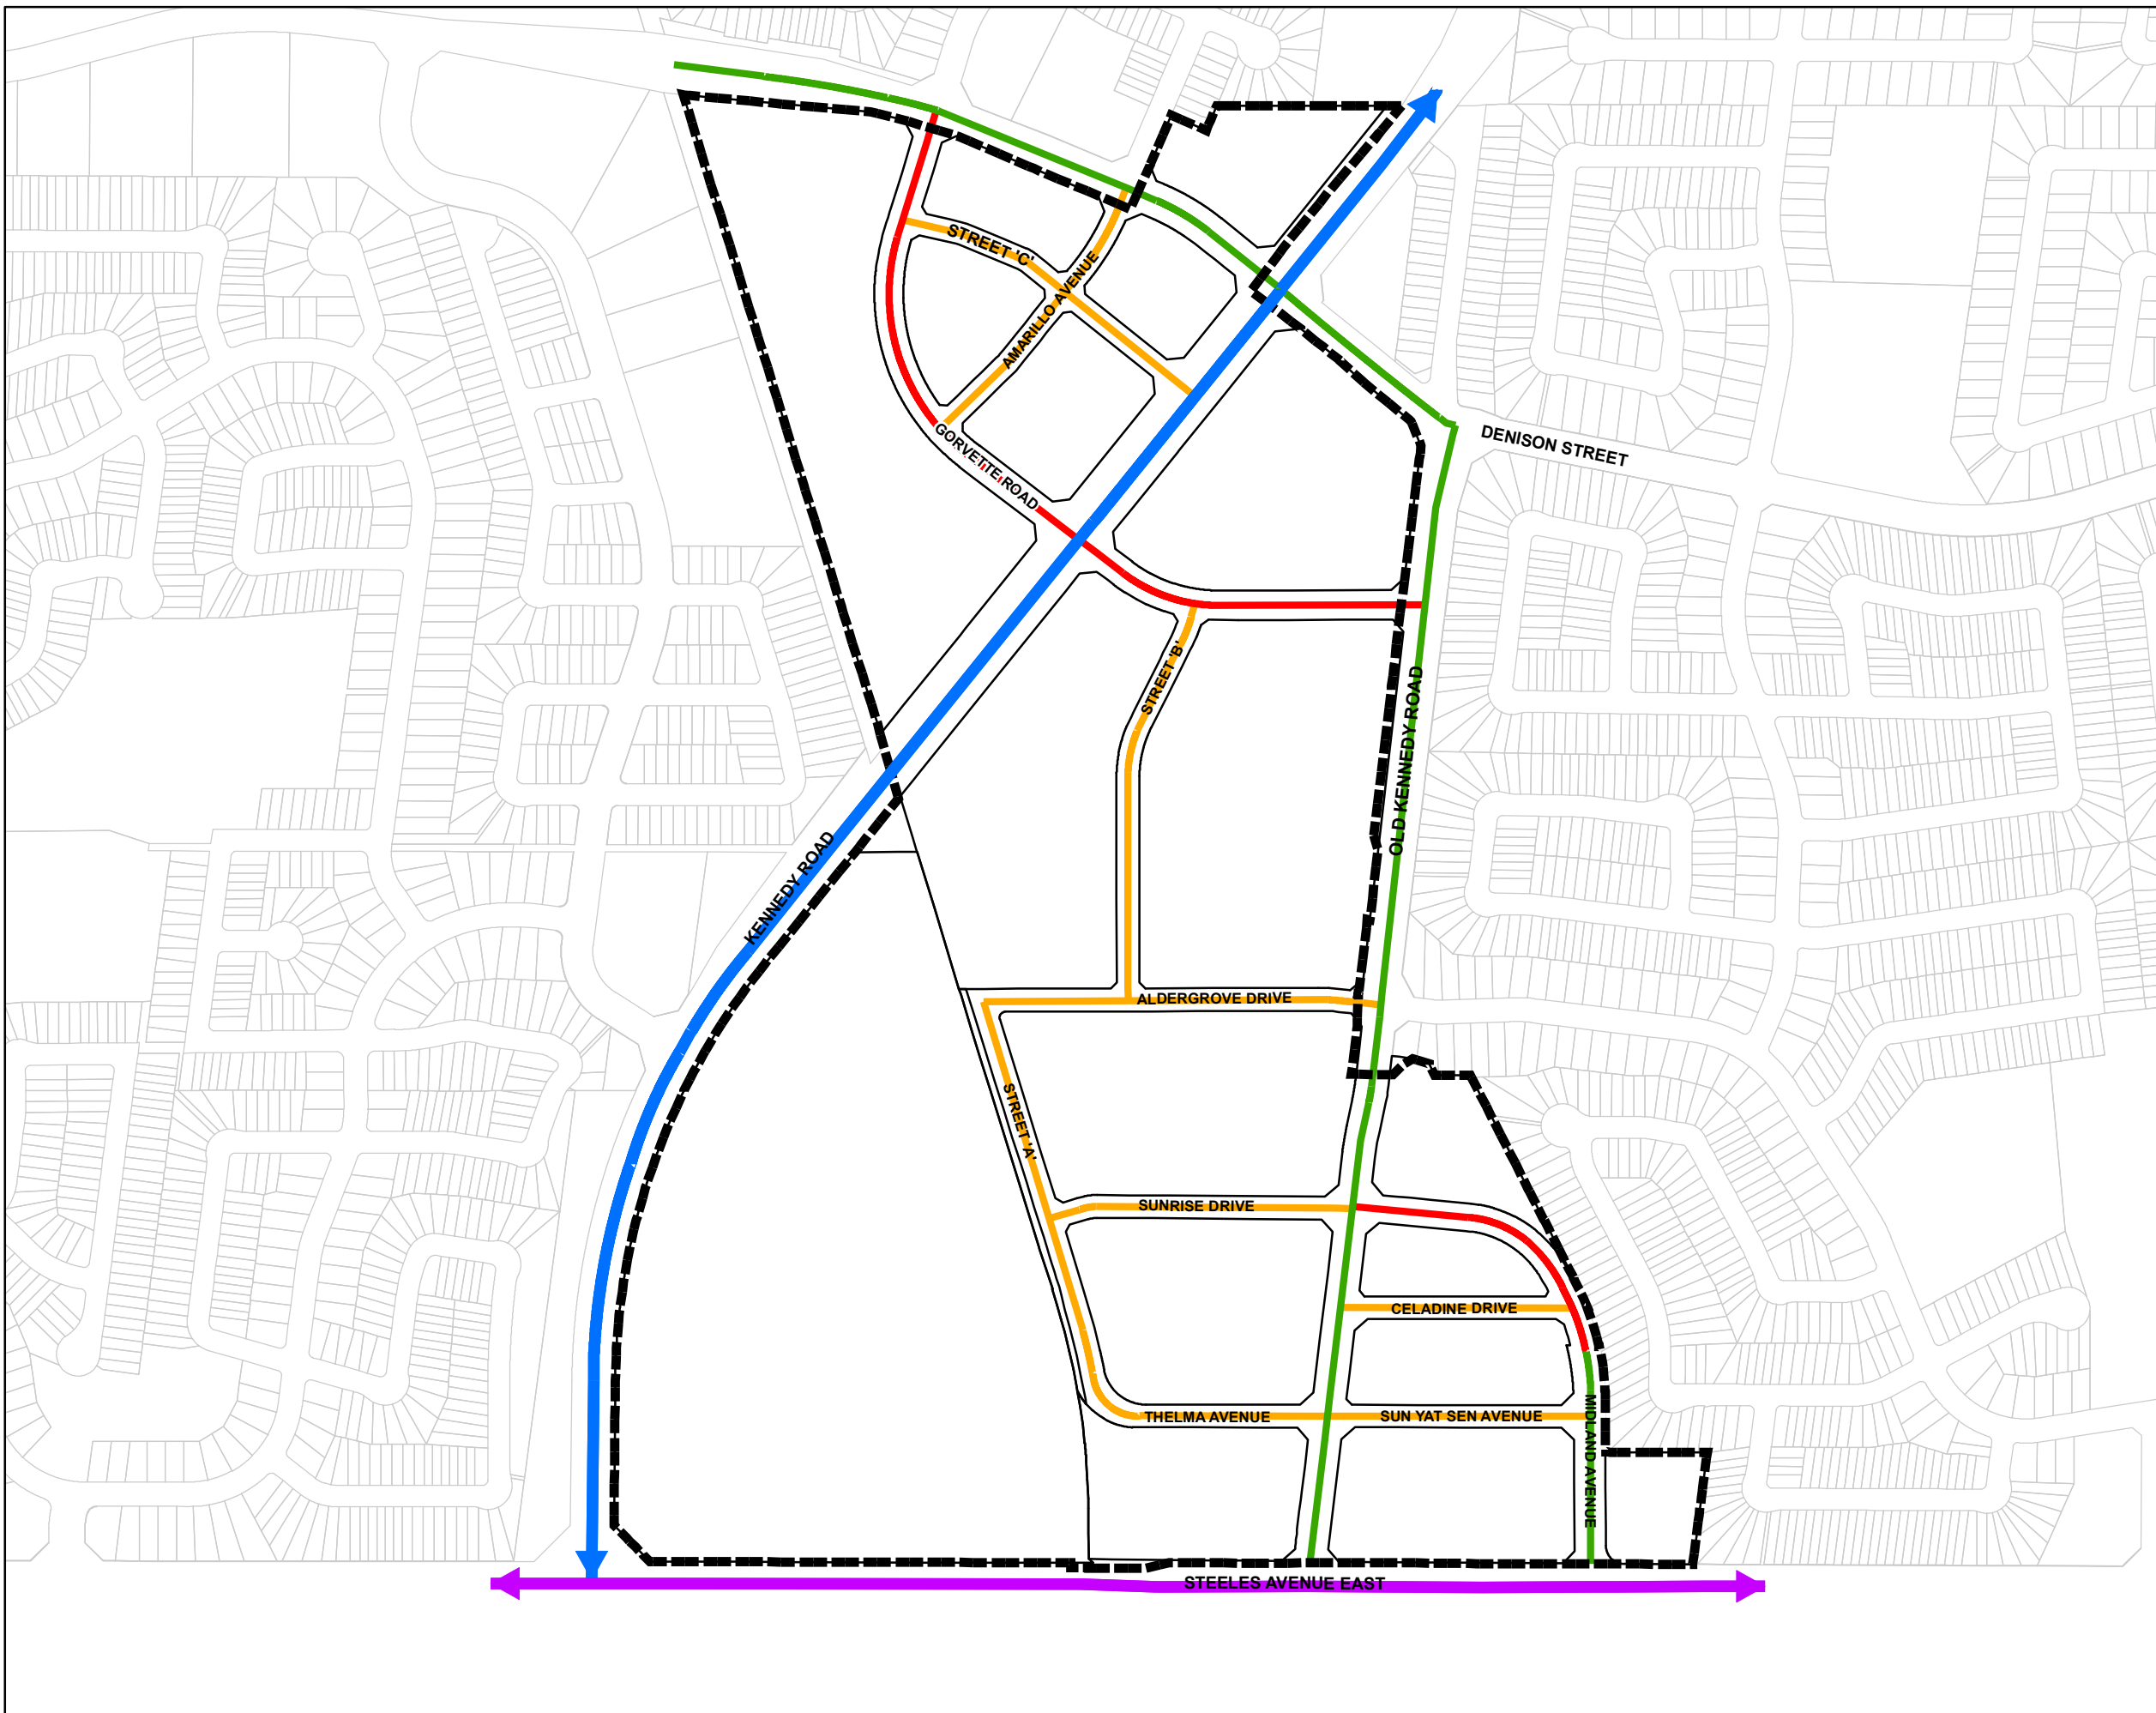 STREET 'C'
AMARILLO AVENUE
GORVETTE ROAD
DENISON STREET
STREET 'B'
OLD KENNEDY ROAD
KENNEDY ROAD
ALDERGROVE DRIVE
STREET 'A'
SUNRISE DRIVE
CELADINE DRIVE
THELMA AVENUE
SUN YAT SEN AVENUE
MIDLAND AVENUE
STEELES AVENUE EAST